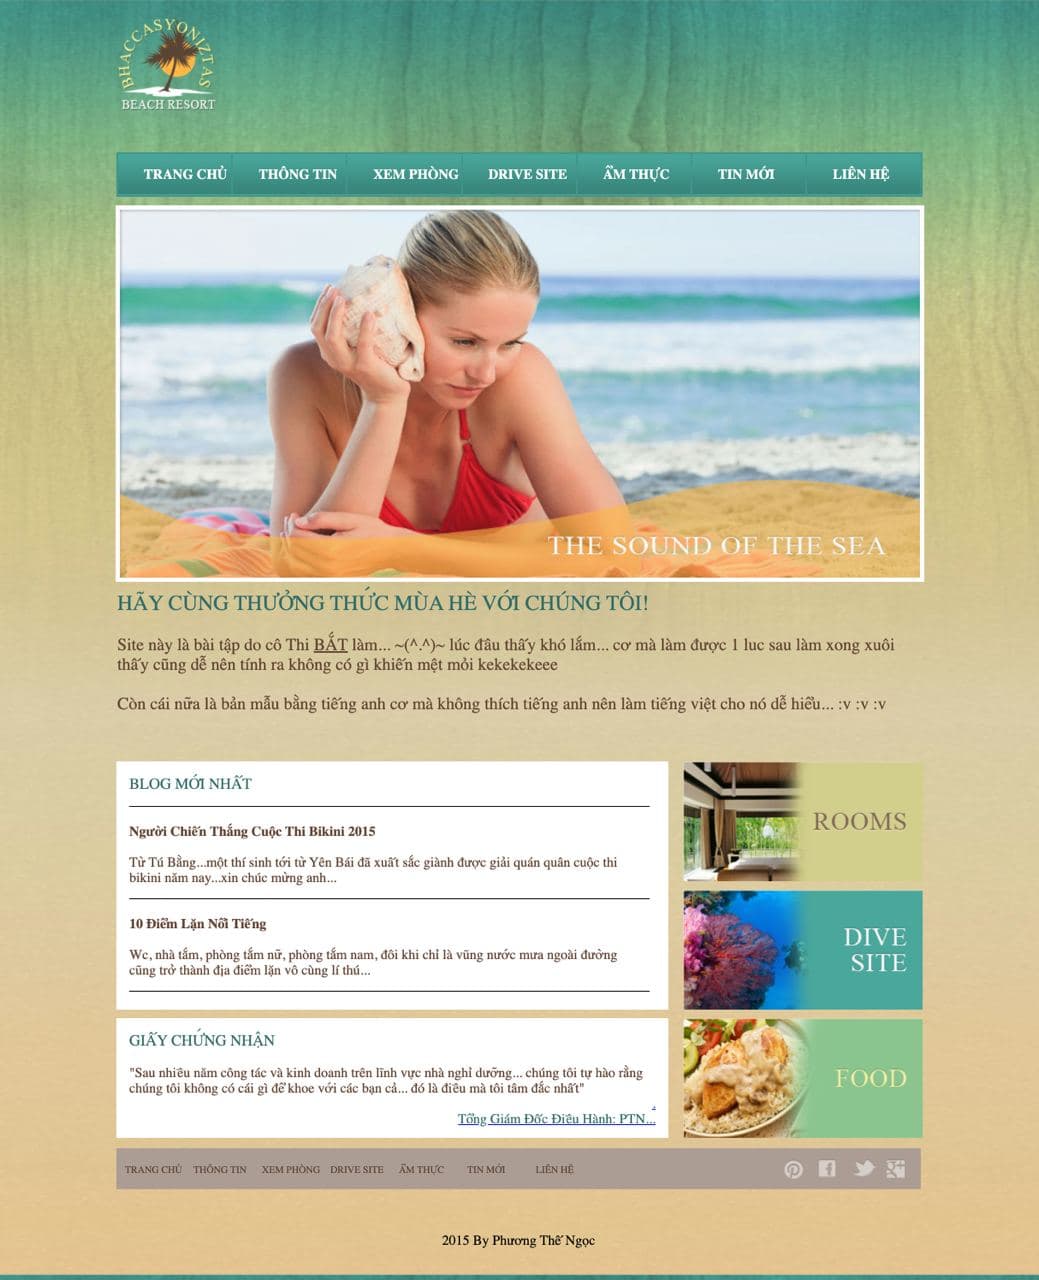 BHACCASYONIZTAS
BEACH RESORT
TRANG CHỦ THÔNG TIN XEM PHÒNG DRIVE SITE ẨM THỰC TIN MỚI LIÊN HỆ
THE SOUND OF THE SEA
HÃY CÙNG THƯỞNG THỨC MÙA HÈ VỚI CHÚNG TÔI!
Site này là bài tập do cô Thi BẮT làm... ~(^.^)~ lúc đầu thấy khó lắm... cơ mà làm được 1 luc sau làm xong xuôi
thấy cũng dễ nên tính ra không có gì khiến mệt mỏi kekekekeee
Còn cái nữa là bản mẫu bằng tiếng anh cơ mà không thích tiếng anh nên làm tiếng việt cho nó dễ hiểu... :v :v :v
BLOG MỚI NHẤT
Người Chiến Thắng Cuộc Thi Bikini 2015
Từ Tú Bằng...một thí sinh tới từ Yên Bái đã xuất sắc giành được giải quán quân cuộc thi
bikini năm nay...xin chúc mừng anh...
10 Điểm Lặn Nổi Tiếng
Wc, nhà tắm, phòng tắm nữ, phòng tắm nam, đôi khi chỉ là vũng nước mưa ngoài đường
cũng trở thành địa điểm lặn vô cùng lí thú...
ROOMS
DIVE
SITE
GIẤY CHỨNG NHẬN
"Sau nhiều năm công tác và kinh doanh trên lĩnh vực nhà nghỉ dưỡng... chúng tôi tự hào rằng
chúng tôi không có cái gì để khoe với các bạn cả... đó là điều mà tôi tâm đắc nhất"
Tổng Giám Đốc Điều Hành: PTN...
FOOD
TRANG CHỦ THÔNG TIN XEM PHÒNG DRIVE SITE ẨM THỰC TIN MỚI LIÊN HỆ
2015 By Phương Thế Ngọc